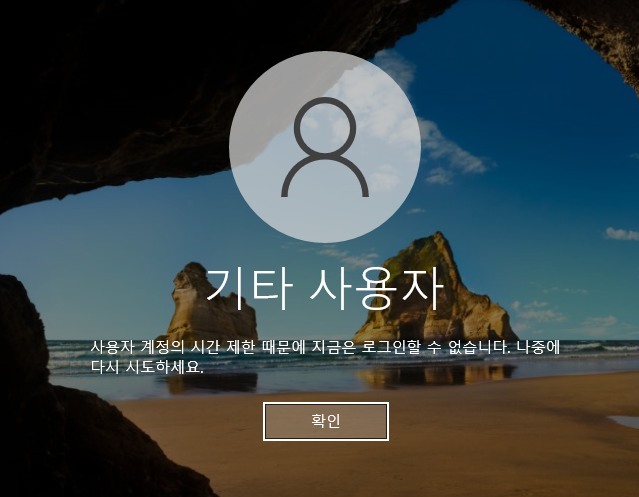 기타 사용자
사용자 계정의 시간 제한 때문에 지금은 로그인할 수 없습니다. 나중에
다시 시도하세요.
확인